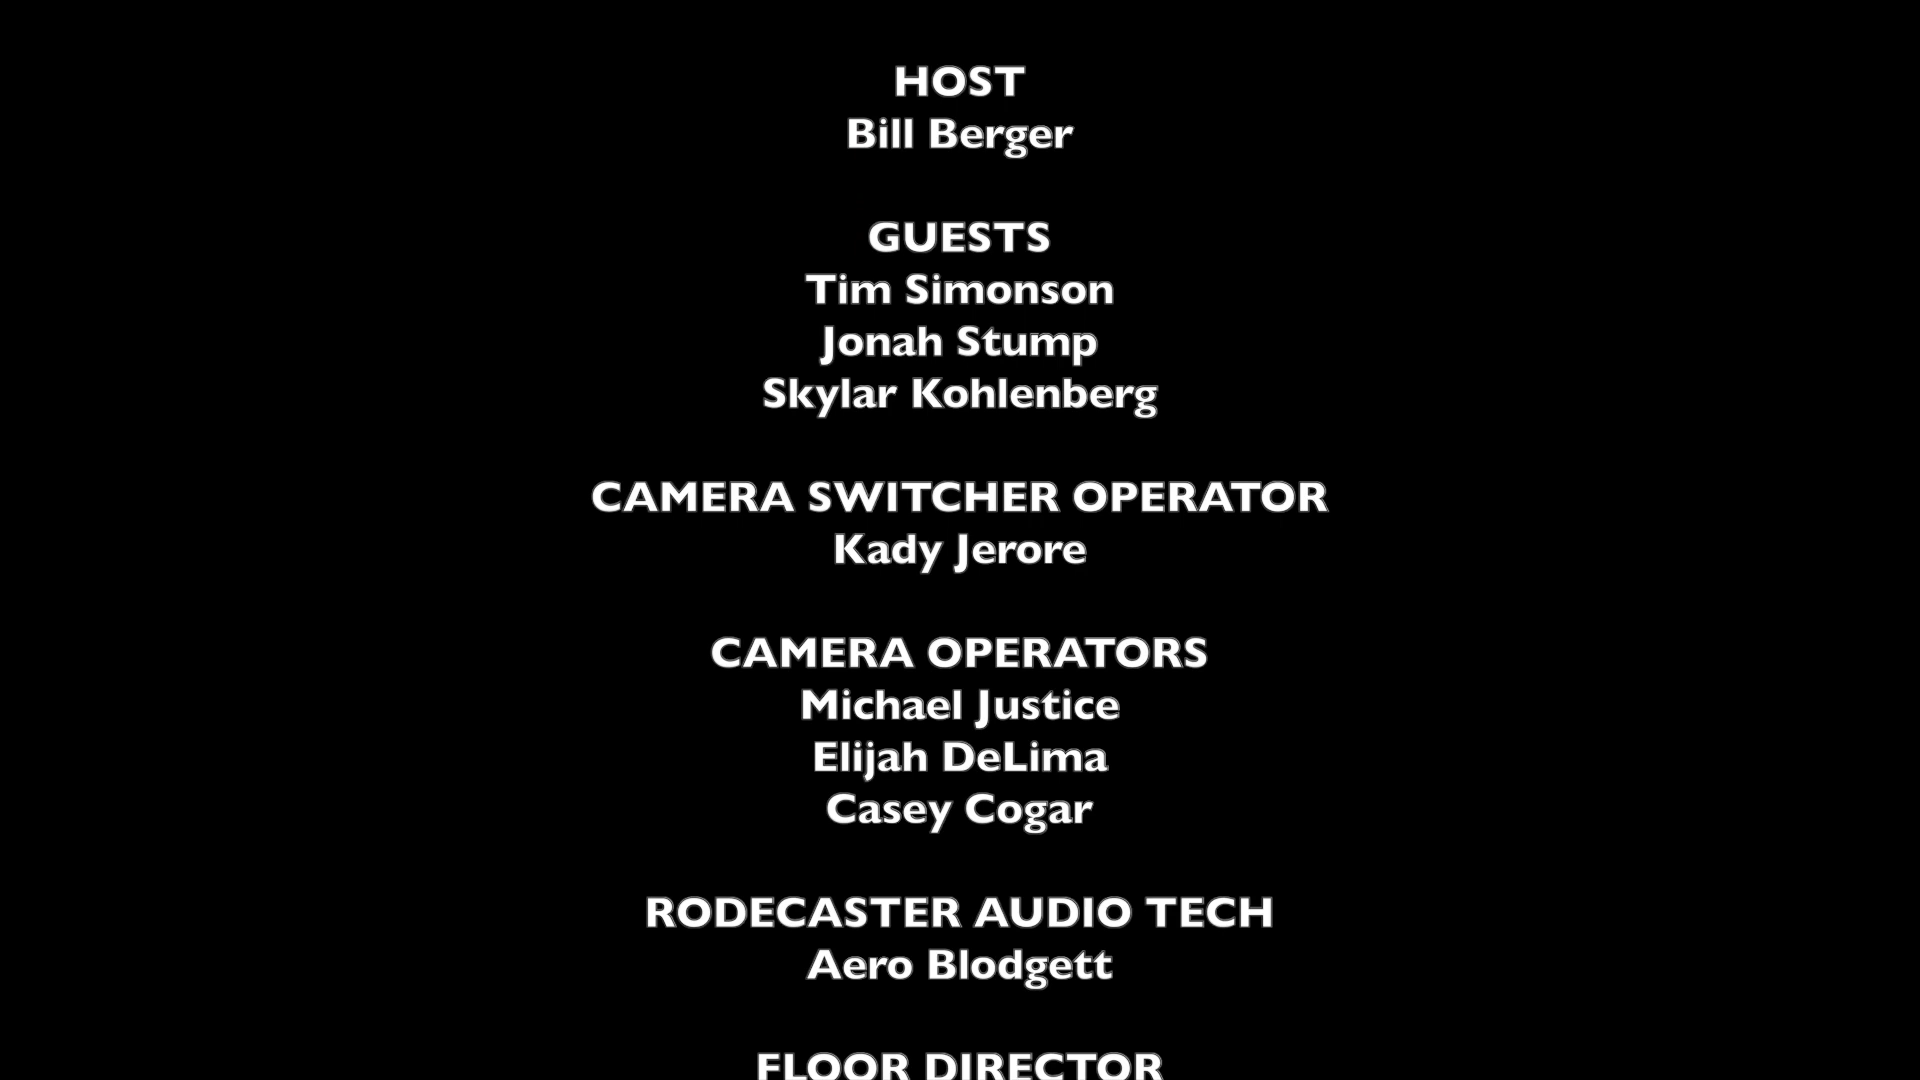 HOST
Bill Berger
GUESTS
Tim Simonson
Jonah Stump
Skylar Kohlenberg
CAMERA SWITCHER OPERATOR
Kady Jerore
CAMERA OPERATORS
Michael Justice
Elijah DeLima
Casey Cogar
RODECASTER AUDIO TECH
Aero Blodgett
FLOOR DIRECTOR